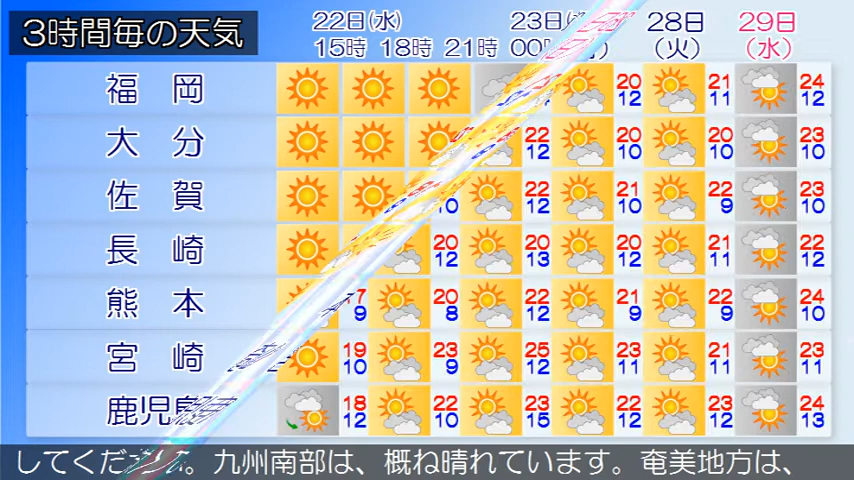 3時間毎の天気
22日(水) 23日 28日 29日
15時 18時 21時 00 (火) (水)
福岡 20 12 21 11 24 12
大分 22 12 20 10 20 10 23 10
佐賀 10 22 12 21 10 22 9 23 10
長崎 20 12 20 13 20 12 21 11 22 12
熊本 9 20 8 22 12 21 9 22 9 24 10
宮崎 19 10 23 9 25 12 23 11 21 11 23 11
鹿児 18 12 22 10 23 15 22 12 23 12 24 13
してくだ 。九州南部は、概ね晴れています。奄美地方は、